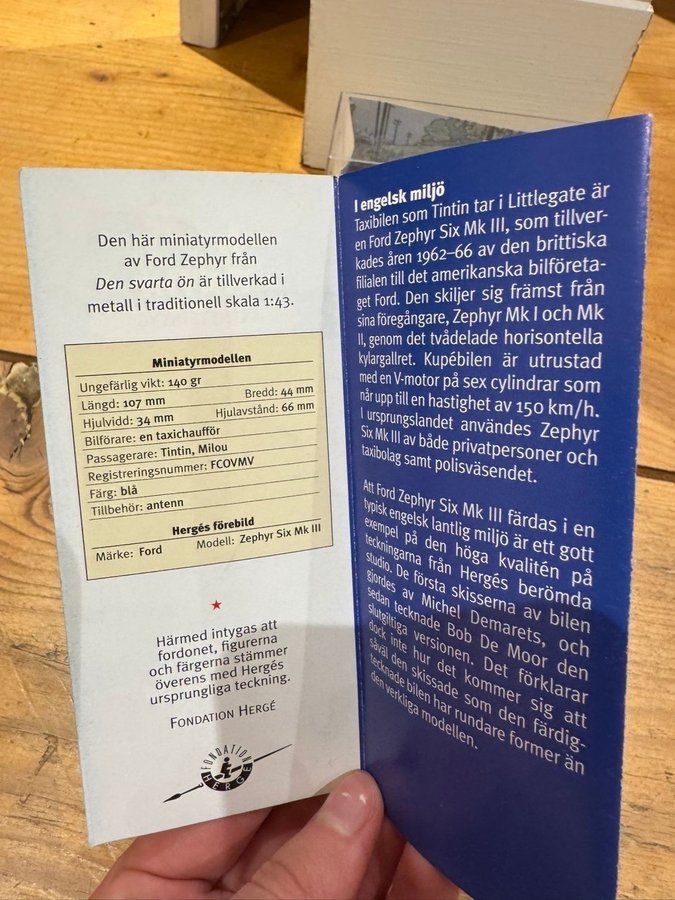 Den här miniatyrmodellen
av Ford Zephyr från
Den svarta ön är tillverkad i
metall i traditionell skala 1:43.
Miniatyrmodellen
Ungefärlig vikt: 140 gr
Längd: 107 mm Bredd: 44 mm
Hjulvidd: 34 mm Hjulavstånd: 66 mm
Bilförare: en taxichaufför
Passagerare: Tintin, Milou
Registreringsnummer: FCOVMV
Färg: blå
Tillbehör: antenn
Hergés förebild
Märke: Ford Modell: Zephyr Six Mk III
Härmed intygas att
fordonet, figurerna
och färgerna stämmer
överens med Hergés
ursprungliga teckning.
FONDATION HERGÉ
FONDATION
HERGÉ
I engelsk miljö
Taxibilen som Tintin tar i Littlegate är
en Ford Zephyr Six Mk III, som tillver-
kades åren 1962–66 av den brittiska
filialen till det amerikanska bilföreta-
get Ford. Den skiljer sig främst från
sina föregångare, Zephyr Mk I och Mk
II, genom det tvådelade horisontella
kylargallret. Kupébilen är utrustad
med en V-motor på sex cylindrar som
når upp till en hastighet av 150 km/h.
I ursprungslandet användes Zephyr
Six Mk III av både privatpersoner och
taxibolag samt polisväsendet.
Att Ford Zephyr Six Mk III färdas i en
typisk engelsk lantlig miljö är ett gott
exempel på den höga kvalitén på
teckningarna från Hergés berömda
studio. De första skisserna av bilen
gjordes av Michel Demarets, och
sedan tecknade Bob De Moor den
slutgiltiga versionen. Det förklarar
dock inte hur det kommer sig att
såväl den skissade som den färdig-
tecknade bilen har rundare former än
den verkliga modellen.